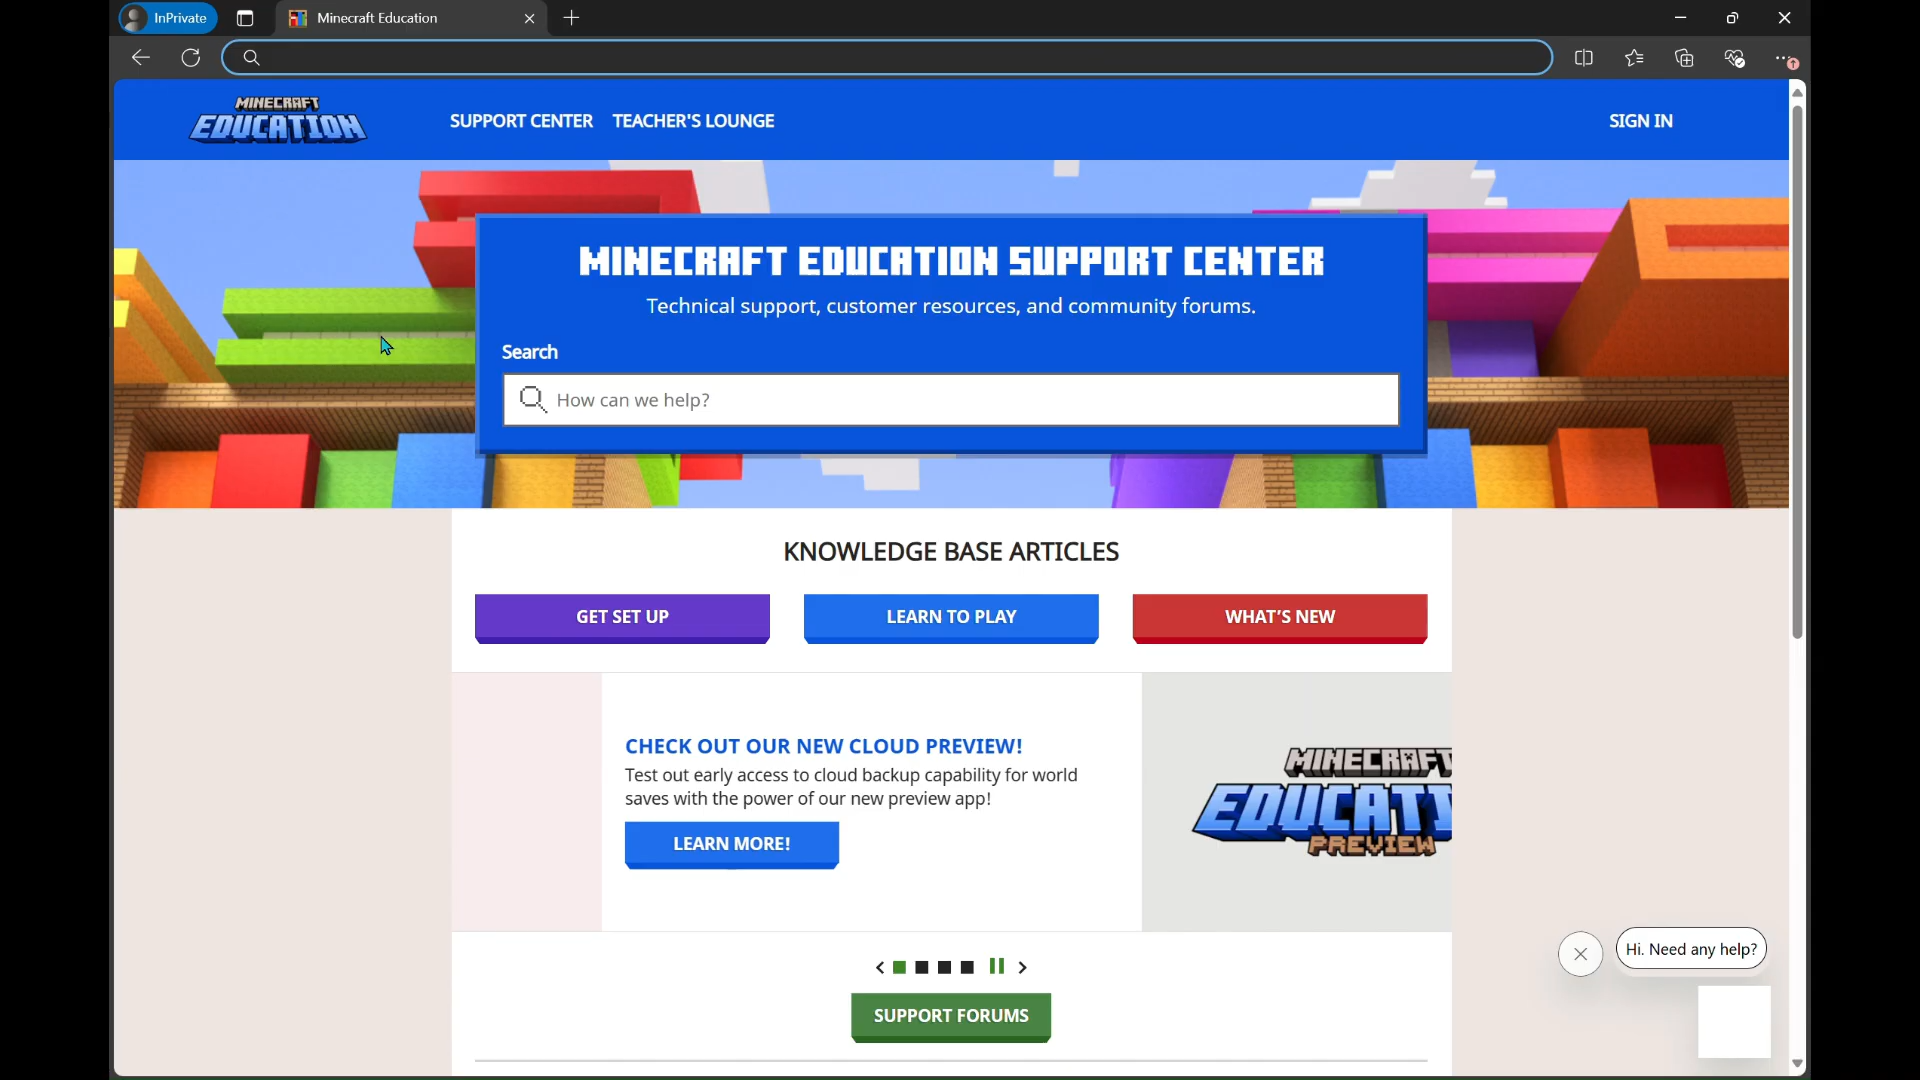 InPrivate
Minecraft Education
MINECRAFT
EDUCATION
SUPPORT CENTER
TEACHER'S LOUNGE
SIGN IN
MINECRAFT EDUCATION SUPPORT CENTER
Technical support, customer resources, and community forums.
Search
How can we help?
KNOWLEDGE BASE ARTICLES
GET SET UP
LEARN TO PLAY
WHAT'S NEW
CHECK OUT OUR NEW CLOUD PREVIEW!
Test out early access to cloud backup capability for world
saves with the power of our new preview app!
LEARN MORE!
MINECRAFT
EDUCATI
PREVIEW
Hi. Need any help?
SUPPORT FORUMS